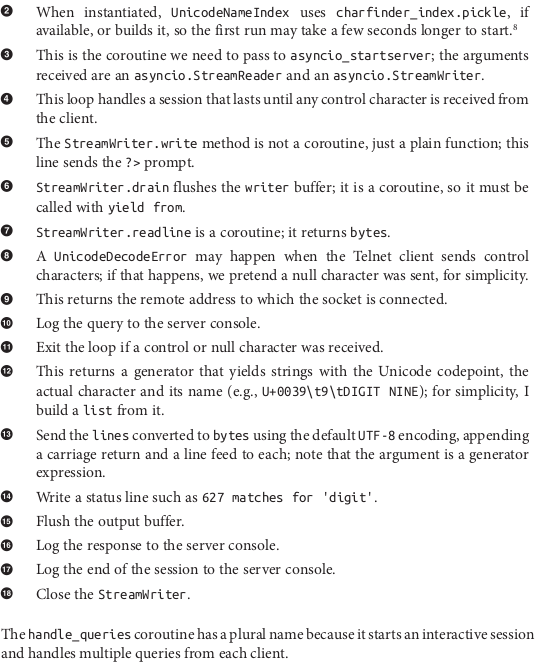 ❷ When instantiated, UnicodeNameIndex uses charfinder_index.pickle, if
available, or builds it, so the first run may take a few seconds longer to start.⁸
❸ This is the coroutine we need to pass to asyncio_startserver; the arguments
received are an asyncio.StreamReader and an asyncio.StreamWriter.
❹ This loop handles a session that lasts until any control character is received from
the client.
❺ The StreamWriter.write method is not a coroutine, just a plain function; this
line sends the ?> prompt.
❻ StreamWriter.drain flushes the writer buffer; it is a coroutine, so it must be
called with yield from.
❼ StreamWriter.readline is a coroutine; it returns bytes.
❽ A UnicodeDecodeError may happen when the Telnet client sends control
characters; if that happens, we pretend a null character was sent, for simplicity.
❾ This returns the remote address to which the socket is connected.
❿ Log the query to the server console.
⓫ Exit the loop if a control or null character was received.
⓬ This returns a generator that yields strings with the Unicode codepoint, the
actual character and its name (e.g., U+0039\t9\tDIGIT NINE); for simplicity, I
build a list from it.
⓭ Send the lines converted to bytes using the default UTF-8 encoding, appending
a carriage return and a line feed to each; note that the argument is a generator
expression.
⓮ Write a status line such as 627 matches for 'digit'.
⓯ Flush the output buffer.
⓰ Log the response to the server console.
⓱ Log the end of the session to the server console.
⓲ Close the StreamWriter.
The handle_queries coroutine has a plural name because it starts an interactive session
and handles multiple queries from each client.